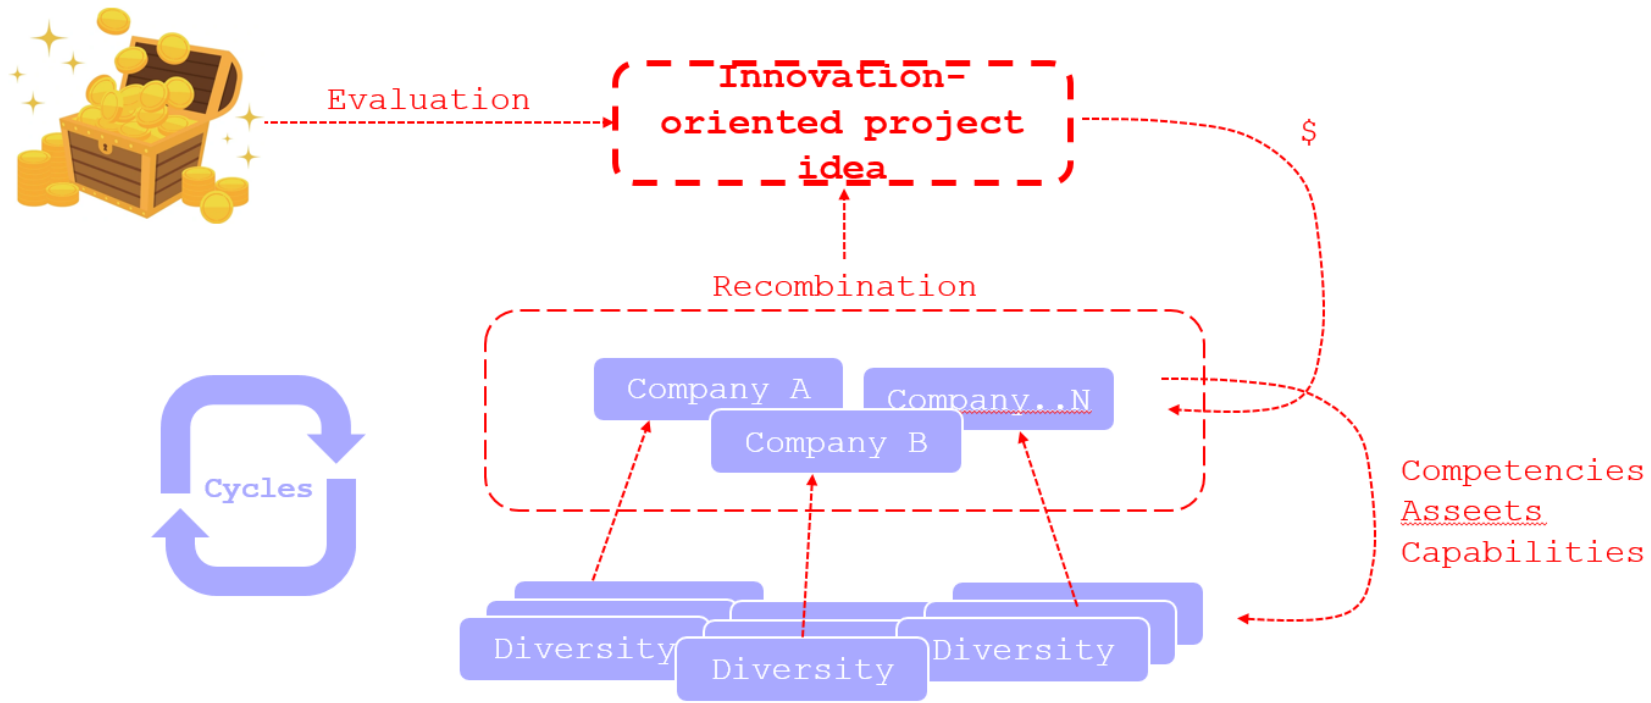 Evaluation
Innovation-
oriented project
idea
$
Recombination
Company A
Company..N
Company B
Cycles
Competencies
Asseets
Capabilities
Diversity
Diversity
Diversity